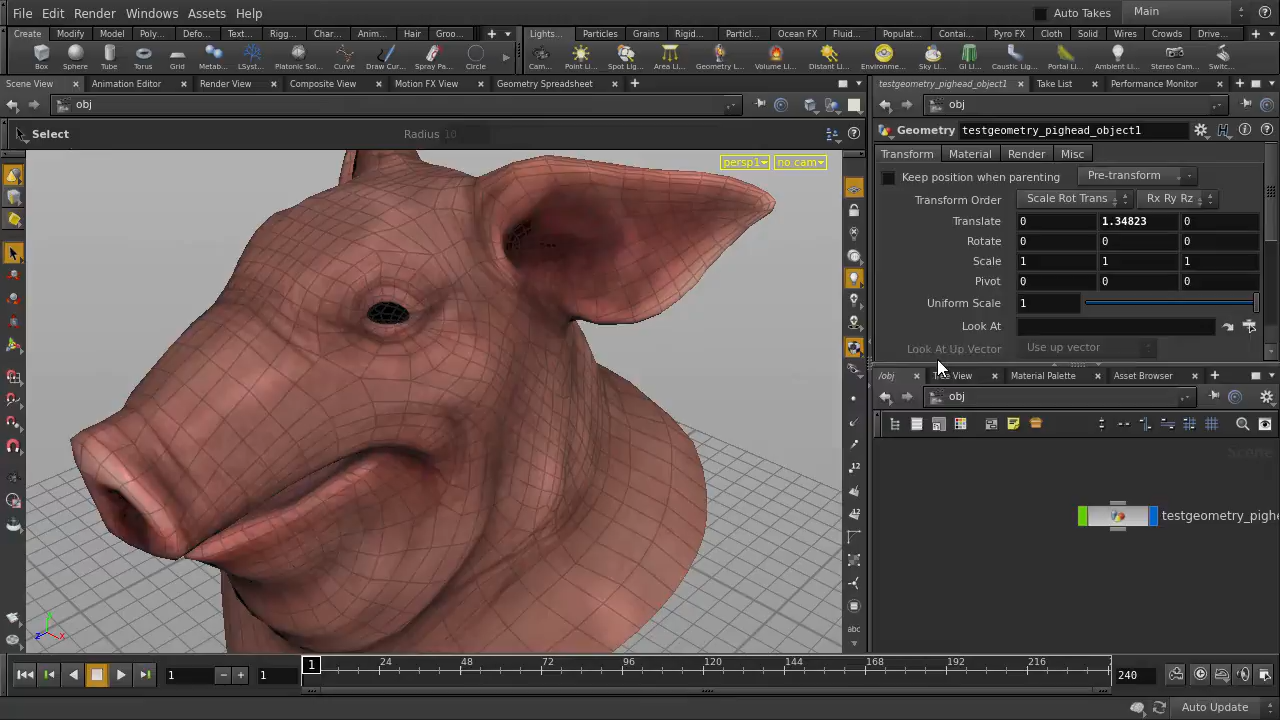 File Edit Render Windows Assets Help Auto Takes Main
Create Modify Model Poly... Defo... Text... Rigg... Char... Anim... Hair Groo... Lights... Particles Grains Rigid... Particl... Ocean FX Fluid... Populat... Contai... Pyro FX Cloth Solid Wires Crowds Drive...
Box Sphere Tube Torus Grid Metab... LSyst... Platonic Sol... Curve Draw Cur... Spray Pa... Circle Cam... Point Li... Spot Lig... Area Li... Geometry L... Volume Li... Distant Li... Environme... Sky Li... GI Li... Caustic Lig... Portal Li... Ambient Li... Stereo Cam... Switc...
Scene View Animation Editor Render View Composite View Motion FX View Geometry Spreadsheet testgeometry_pighead_object1 Take List Performance Monitor
obj obj
Select Radius 10 Geometry testgeometry_pighead_object1
persp1 no cam Transform Material Render Misc
Keep position when parenting Pre-transform
Transform Order Scale Rot Trans Rx Ry Rz
Translate 0 1.34823 0
Rotate 0 0 0
Scale 1 1 1
Pivot 0 0 0
Uniform Scale 1
Look At
Look At Up Vector Use up vector
/obj Tree View Material Palette Asset Browser
obj
12
12
testgeometry_pighe
abc
z x
1 1 1 24 48 72 96 120 144 168 192 216 240
Auto Update